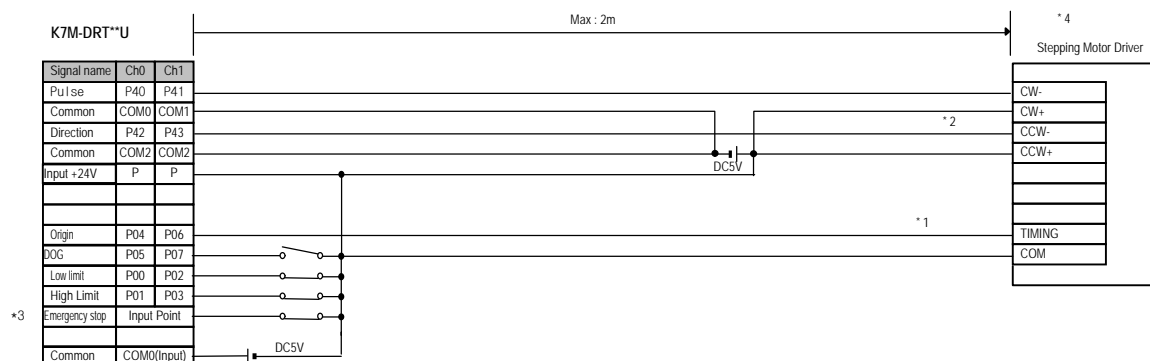 Max : 2m
* 4
K7M-DRT**U
Stepping Motor Driver
Signal name Ch0 Ch1
Pulse P40 P41 CW-
Common COM0 COM1 CW+
* 2
Direction P42 P43 CCW-
Common COM2 COM2 CCW+
DC5V
Input +24V P P
* 1
Origin P04 P06 TIMING
DOG P05 P07 COM
Low limit P00 P02
High Limit P01 P03
*3 Emergency stop Input Point
DC5V
Common COM0(Input)